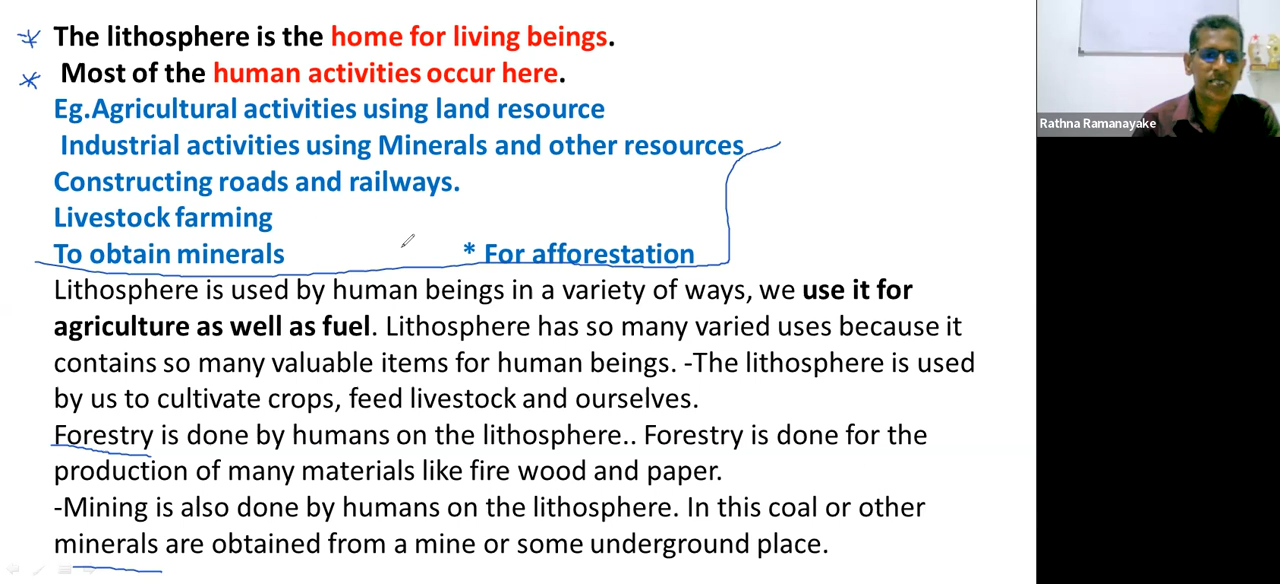 The lithosphere is the home for living beings.
Most of the human activities occur here.
Eg.Agricultural activities using land resource
Industrial activities using Minerals and other resources
Constructing roads and railways.
Livestock farming
To obtain minerals * For afforestation
Lithosphere is used by human beings in a variety of ways, we use it for
agriculture as well as fuel. Lithosphere has so many varied uses because it
contains so many valuable items for human beings. -The lithosphere is used
by us to cultivate crops, feed livestock and ourselves.
Forestry is done by humans on the lithosphere.. Forestry is done for the
production of many materials like fire wood and paper.
-Mining is also done by humans on the lithosphere. In this coal or other
minerals are obtained from a mine or some underground place.
Rathna Ramanayake